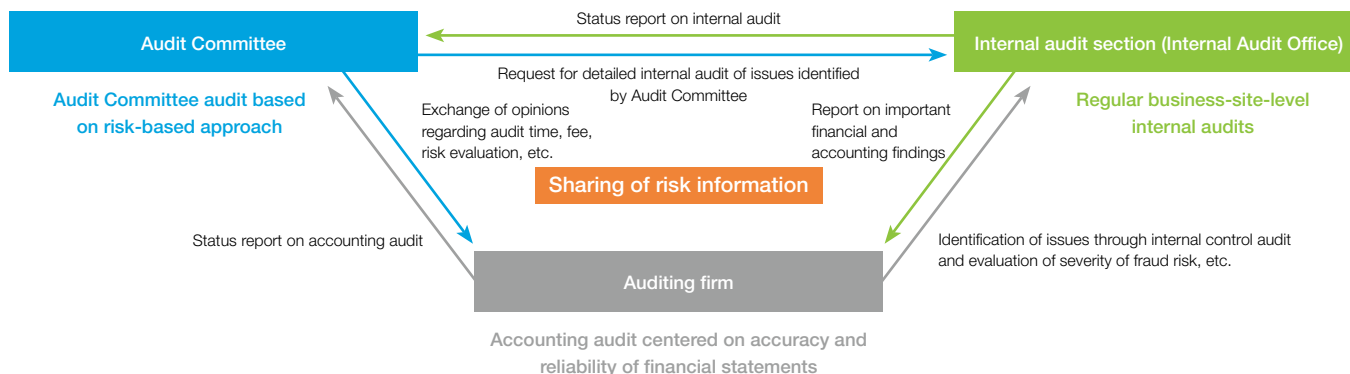 Status report on internal audit
Audit Committee
Internal audit section (Internal Audit Office)
Request for detailed internal audit of issues identified
by Audit Committee
Audit Committee audit based
on risk-based approach
Exchange of opinions
regarding audit time, fee,
risk evaluation, etc.
Report on important
financial and
accounting findings
Regular business-site-level
internal audits
Sharing of risk information
Status report on accounting audit
Identification of issues through internal control audit
and evaluation of severity of fraud risk, etc.
Auditing firm
Accounting audit centered on accuracy and
reliability of financial statements